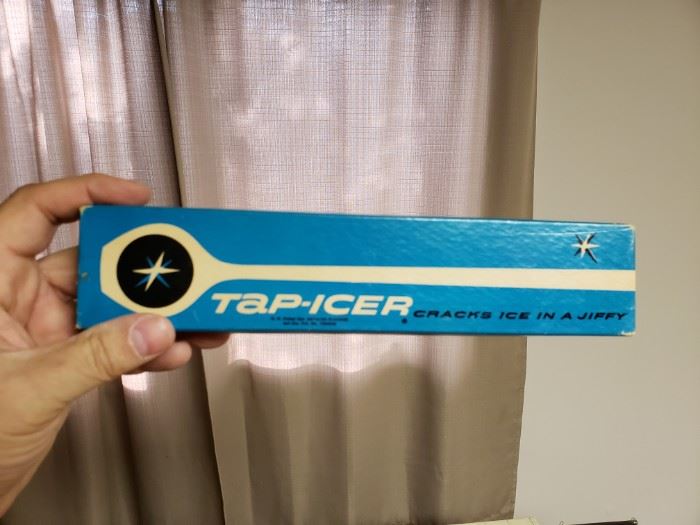 TAP-ICER
CRACKS ICE IN A JIFFY